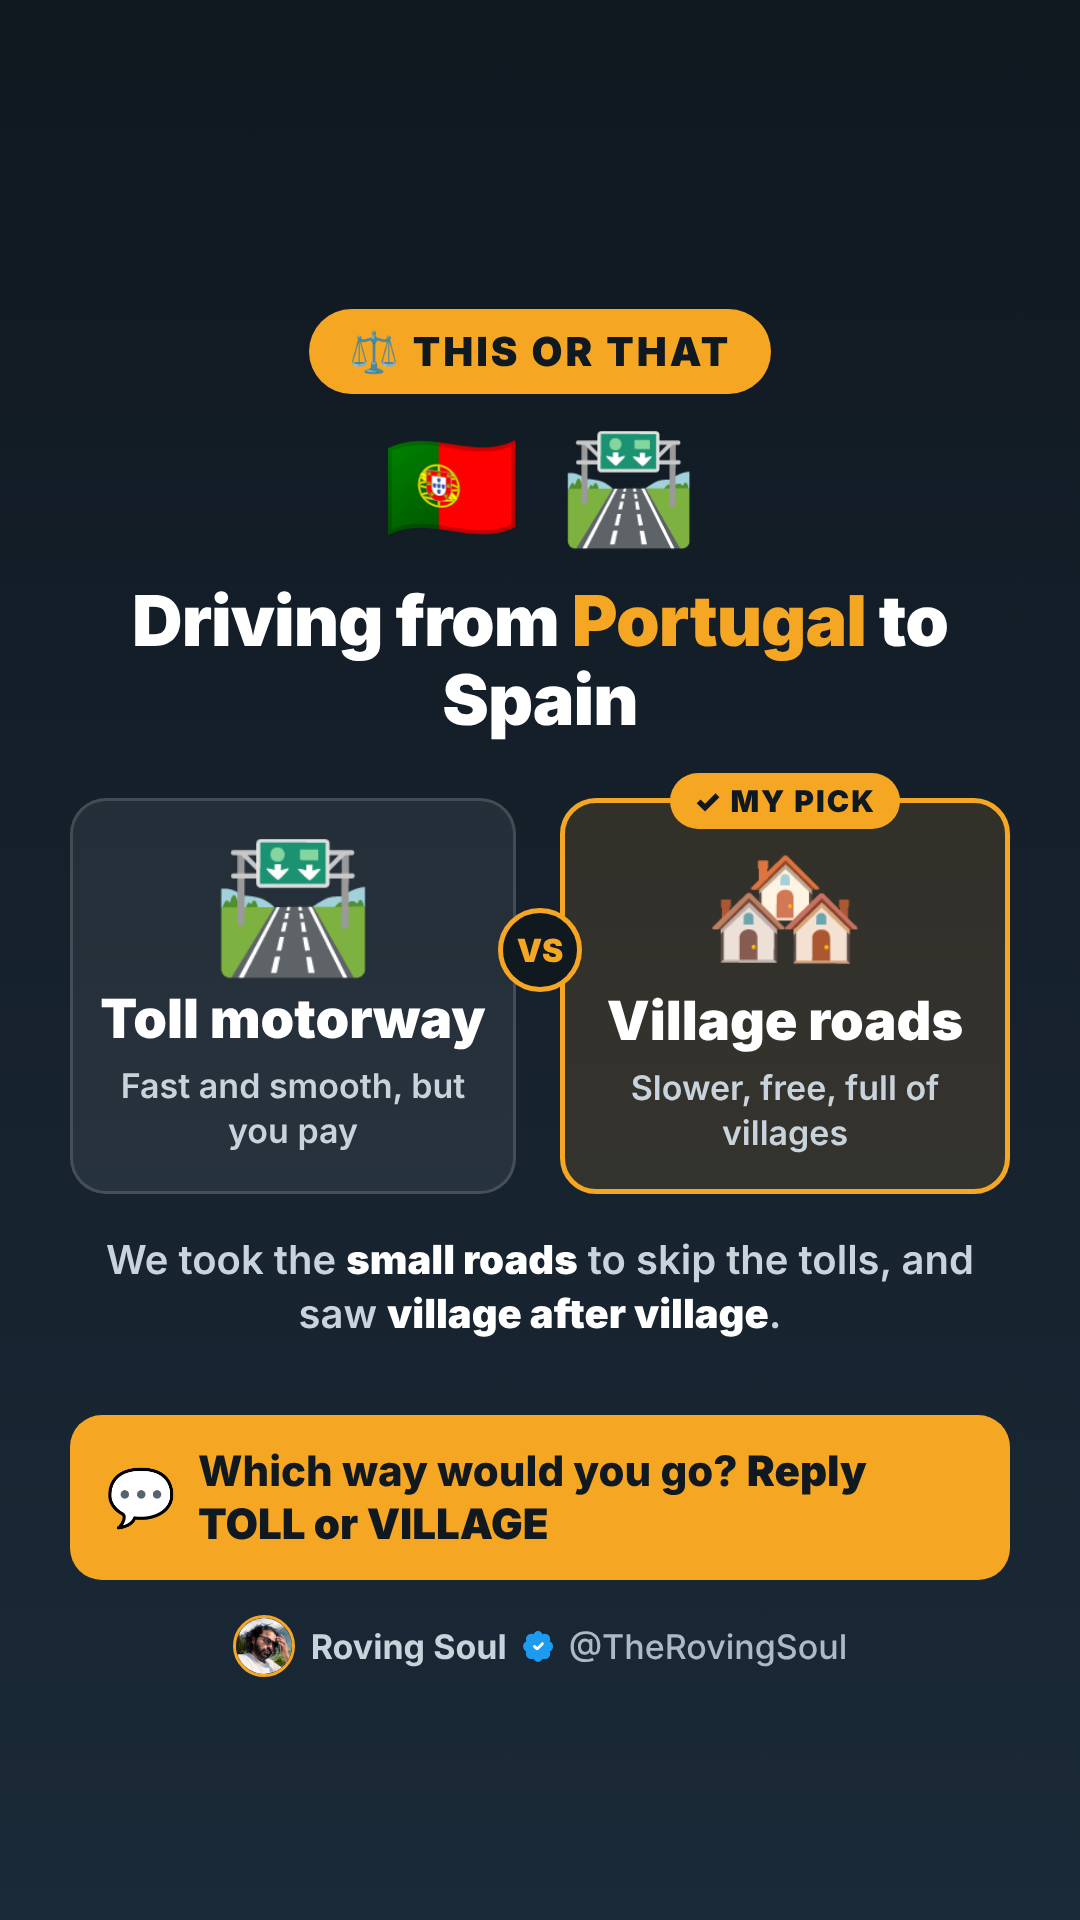 ⚖️ THIS OR THAT
Driving from Portugal to
Spain
✓ MY PICK
Toll motorway
Fast and smooth, but
you pay
VS
Village roads
Slower, free, full of
villages
We took the small roads to skip the tolls, and
saw village after village.
Which way would you go? Reply
TOLL or VILLAGE
Roving Soul @TheRovingSoul